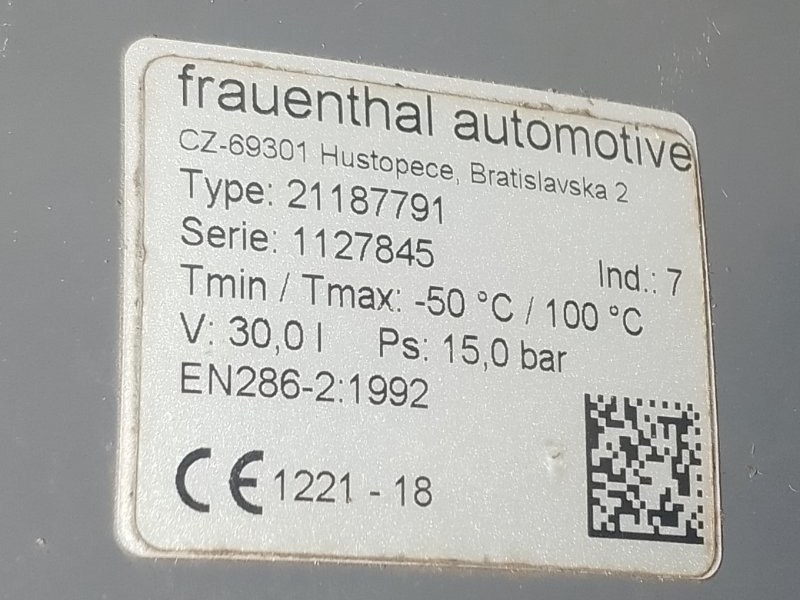 frauenthal automotive
CZ-69301 Hustopece, Bratislavska 2
Type: 21187791
Serie: 1127845
Ind.: 7
Tmin / Tmax: -50 °C / 100 °C
V: 30,0 l Ps: 15,0 bar
EN286-2:1992
CE 1221 - 18